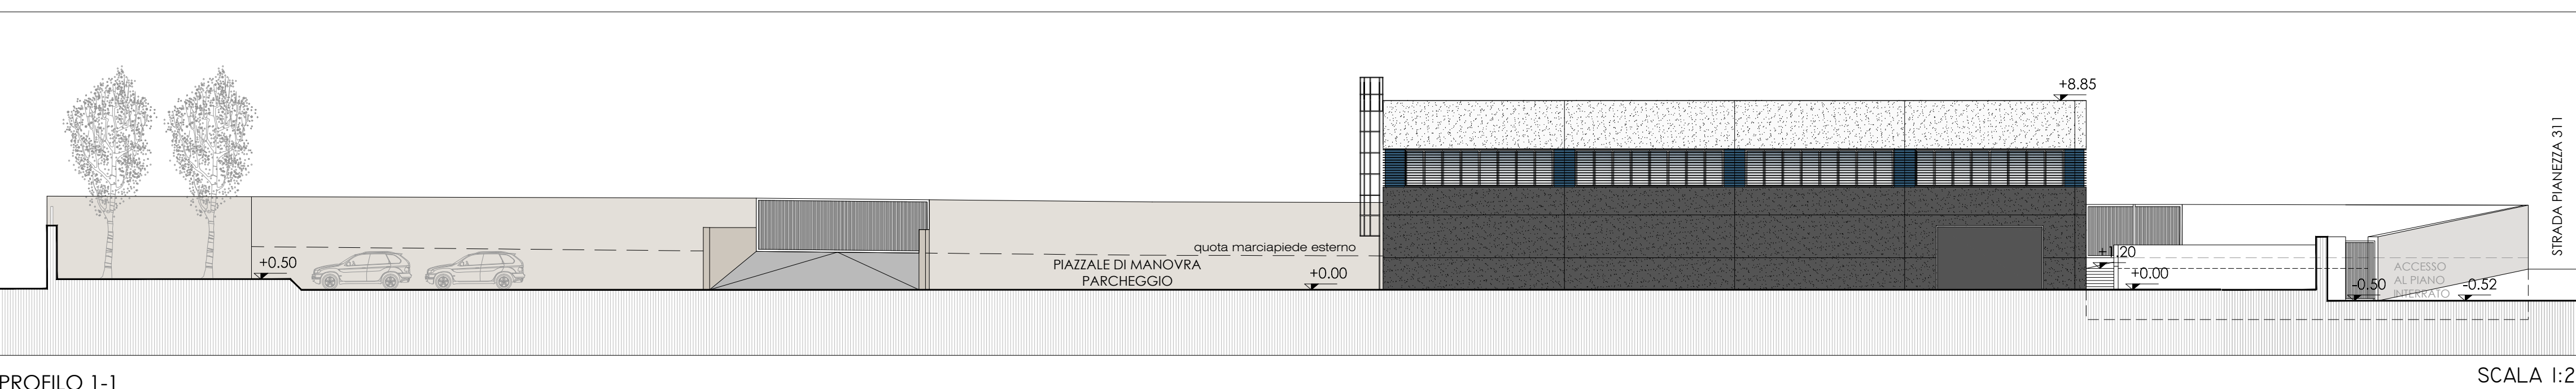 +8.85
STRADA PIANEZZA 311
quota marciapiede esterno
+0.50
PIAZZALE DI MANOVRA
PARCHEGGIO
+0.00
+1.20
+0.00
ACCESSO
AL PIANO
INTERRATO
-0.50
-0.52
PROFILO 1-1
SCALA 1:2